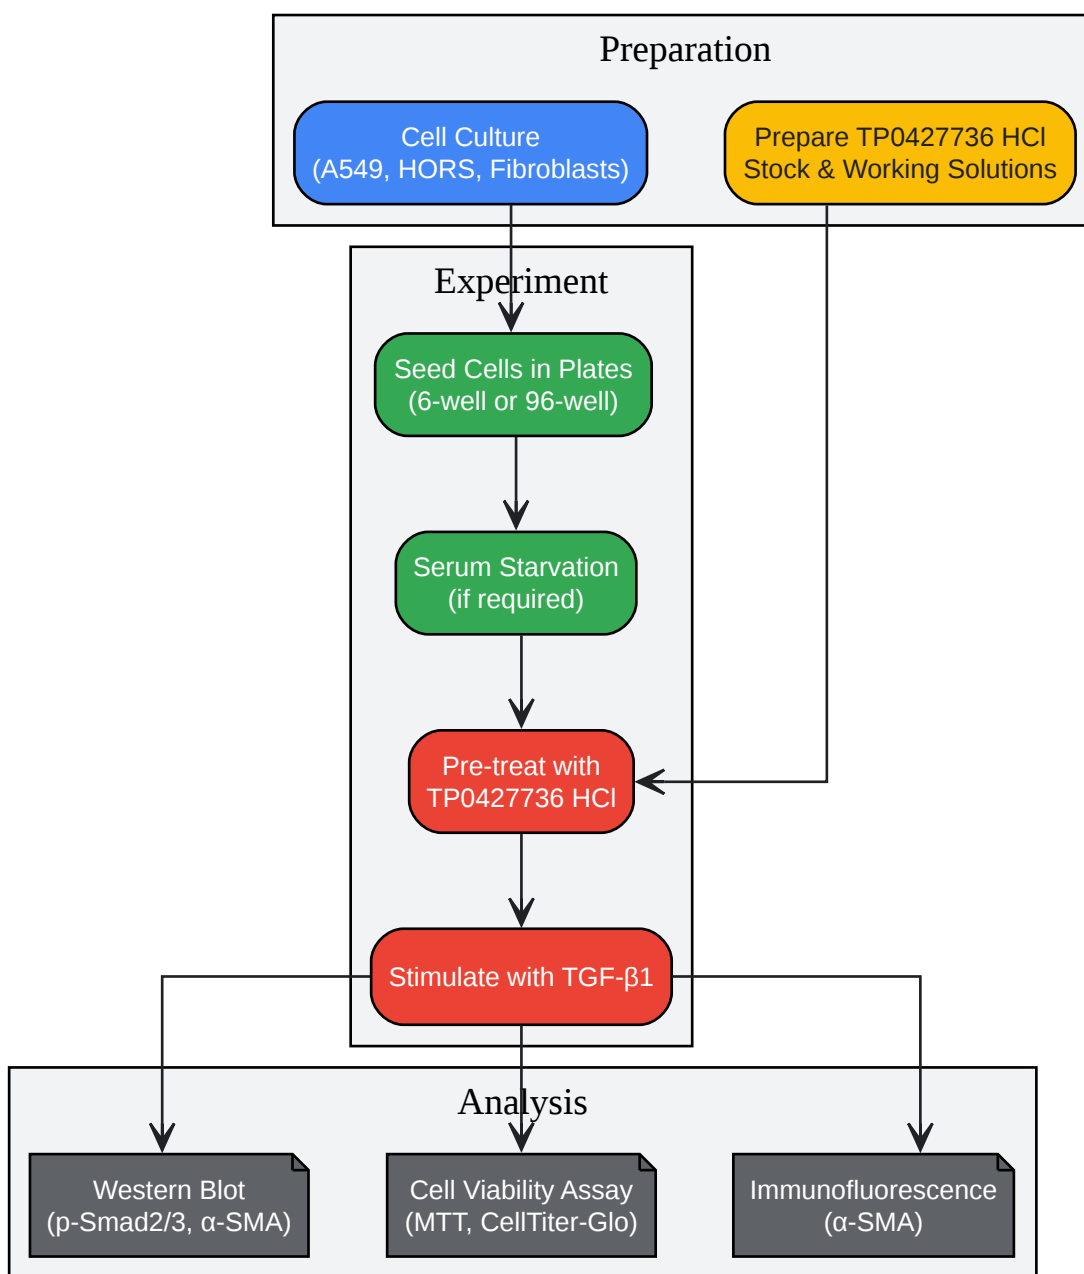 Preparation
Cell Culture
(A549, HORS, Fibroblasts)
Prepare TP0427736 HCl
Stock & Working Solutions
Experiment
Seed Cells in Plates
(6-well or 96-well)
Serum Starvation
(if required)
Pre-treat with
TP0427736 HCl
Stimulate with TGF-β1
Analysis
Western Blot
(p-Smad2/3, α-SMA)
Cell Viability Assay
(MTT, CellTiter-Glo)
Immunofluorescence
(α-SMA)